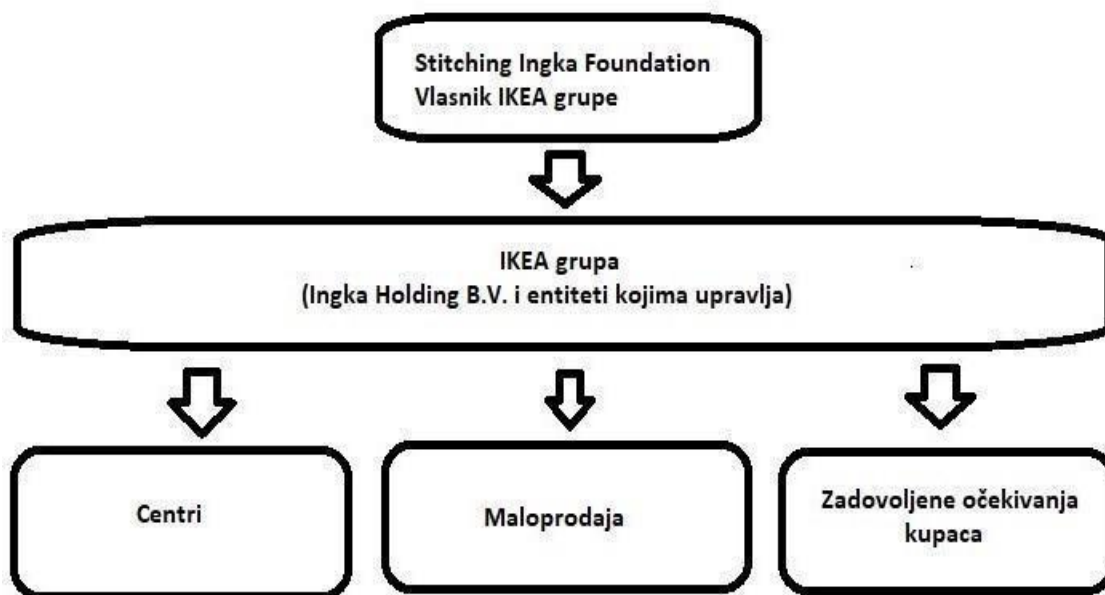 Stitching Ingka Foundation
Vlasnik IKEA grupe
IKEA grupa
(Ingka Holding B.V. i entiteti kojima upravlja)
Centri
Maloprodaja
Zadovoljene očekivanja
kupaca